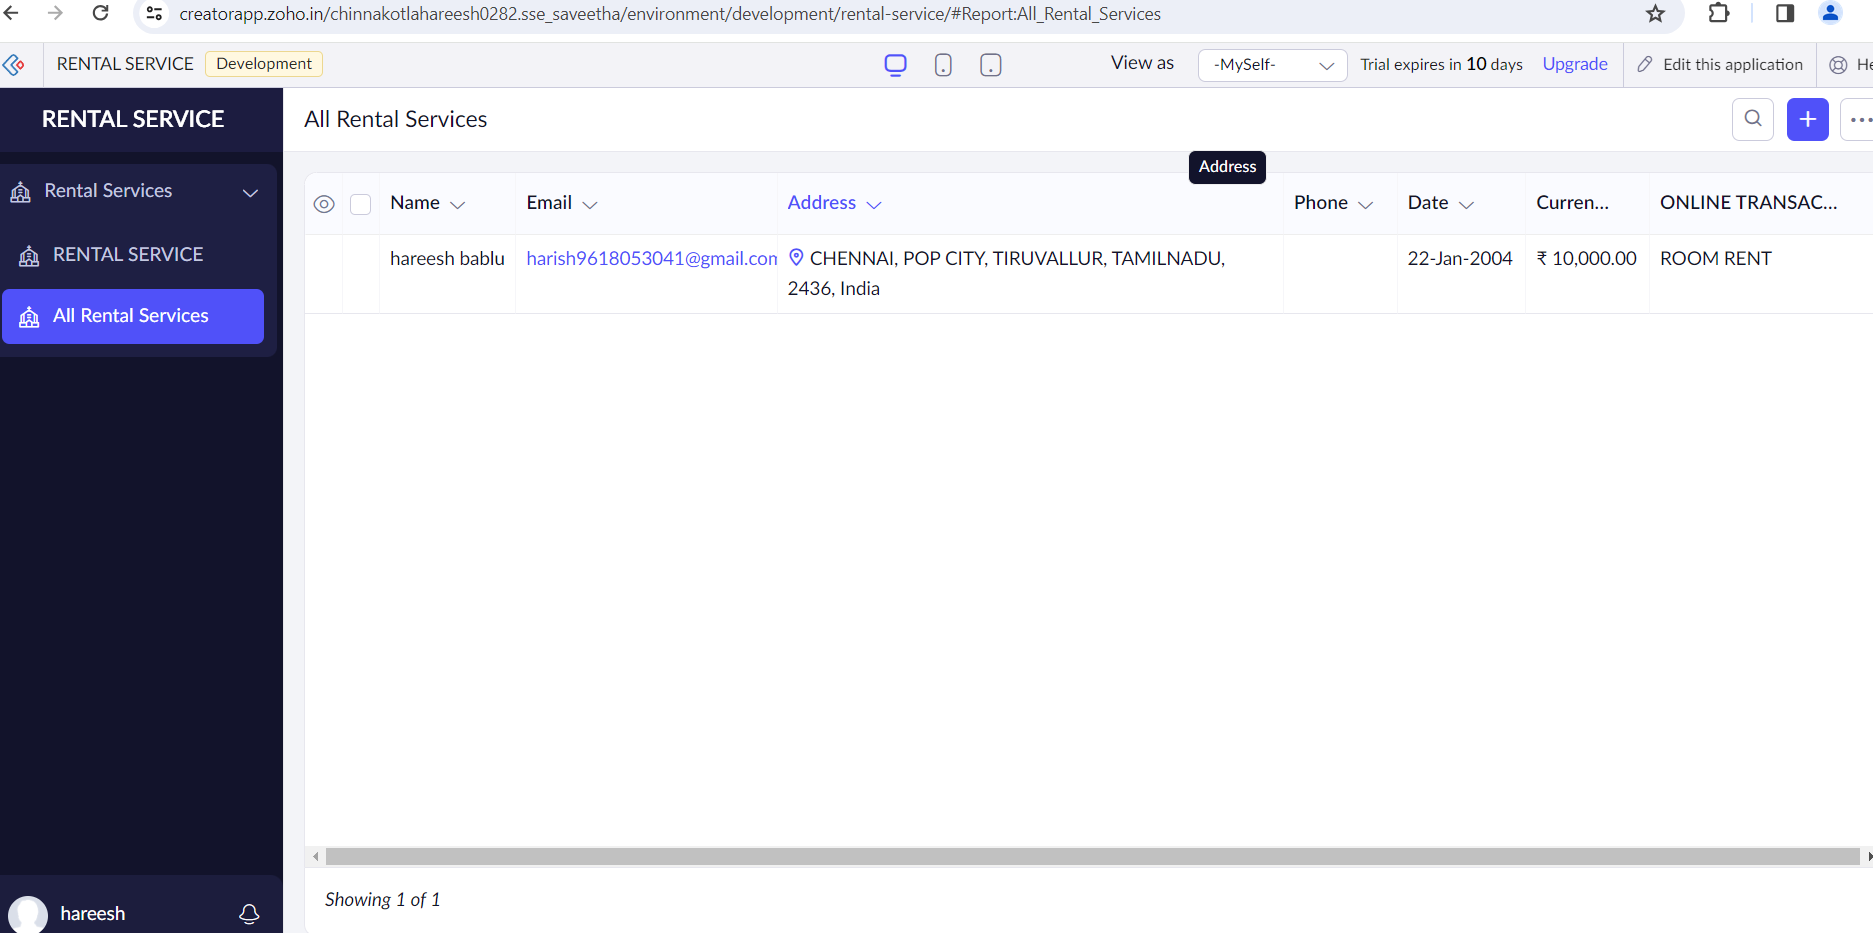 creatorapp.zoho.in/chinnakotlahareesh0282.sse_saveetha/environment/development/rental-service/#Report:All_Rental_Services
RENTAL SERVICE Development View as -MySelf- Trial expires in 10 days Upgrade Edit this application He
RENTAL SERVICE
All Rental Services
Address
Rental Services
RENTAL SERVICE
All Rental Services
Name Email Address Phone Date Curren... ONLINE TRANSAC...
hareesh bablu harish9618053041@gmail.com CHENNAI, POP CITY, TIRUVALLUR, TAMILNADU, 22-Jan-2004 ₹ 10,000.00 ROOM RENT
2436, India
Showing 1 of 1
hareesh